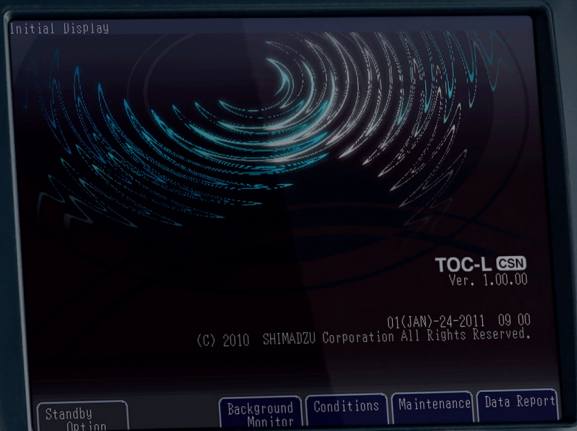 Initial Display
TOC-L CSN
Ver. 1.00.00
01(JAN)-24-2011 09 00
(C) 2010 SHIMADZU Corporation All Rights Reserved.
Standby
Option
Background
Monitor
Conditions
Maintenance
Data Report